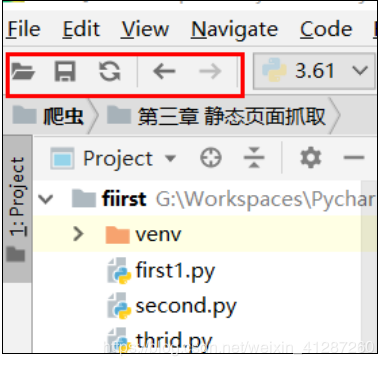 File Edit View Navigate Code
3.61
爬虫 第三章 静态页面抓取
1: Project
Project
fiirst G:\Workspaces\Pychar
venv
first1.py
second.py
thrid.py